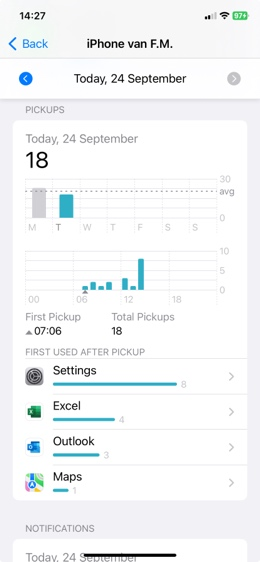 14:27
97+
Back
iPhone van F.M.
Today, 24 September
PICKUPS
Today, 24 September
18
30
avg
0
M T W T F S S
10
5
0
00 06 12 18
First Pickup Total Pickups
07:06 18
FIRST USED AFTER PICKUP
Settings
8
Excel
4
Outlook
3
Maps
1
NOTIFICATIONS
Today, 24 September